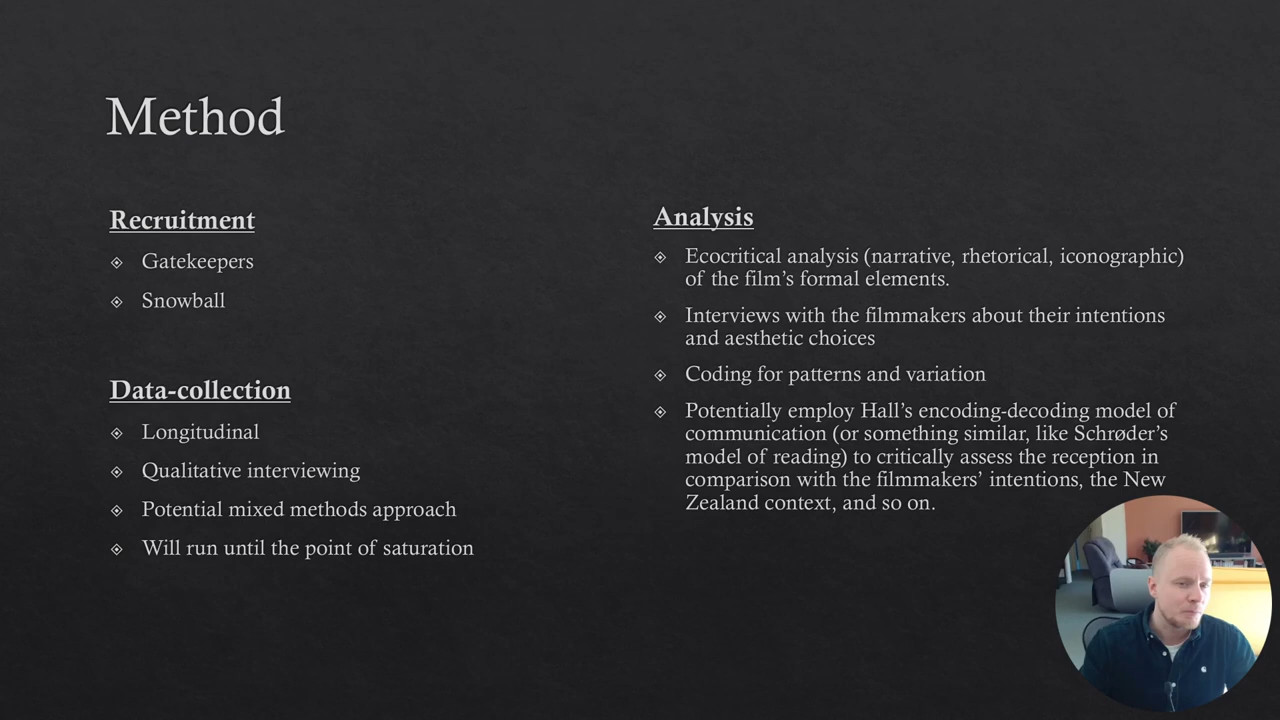 Method
Recruitment
Gatekeepers
Snowball
Data-collection
Longitudinal
Qualitative interviewing
Potential mixed methods approach
Will run until the point of saturation
Analysis
Ecocritical analysis (narrative, rhetorical, iconographic)
of the film's formal elements.
Interviews with the filmmakers about their intentions
and aesthetic choices
Coding for patterns and variation
Potentially employ Hall's encoding-decoding model of
communication (or something similar, like Schrøder's
model of reading) to critically assess the reception in
comparison with the filmmakers' intentions, the New
Zealand context, and so on.